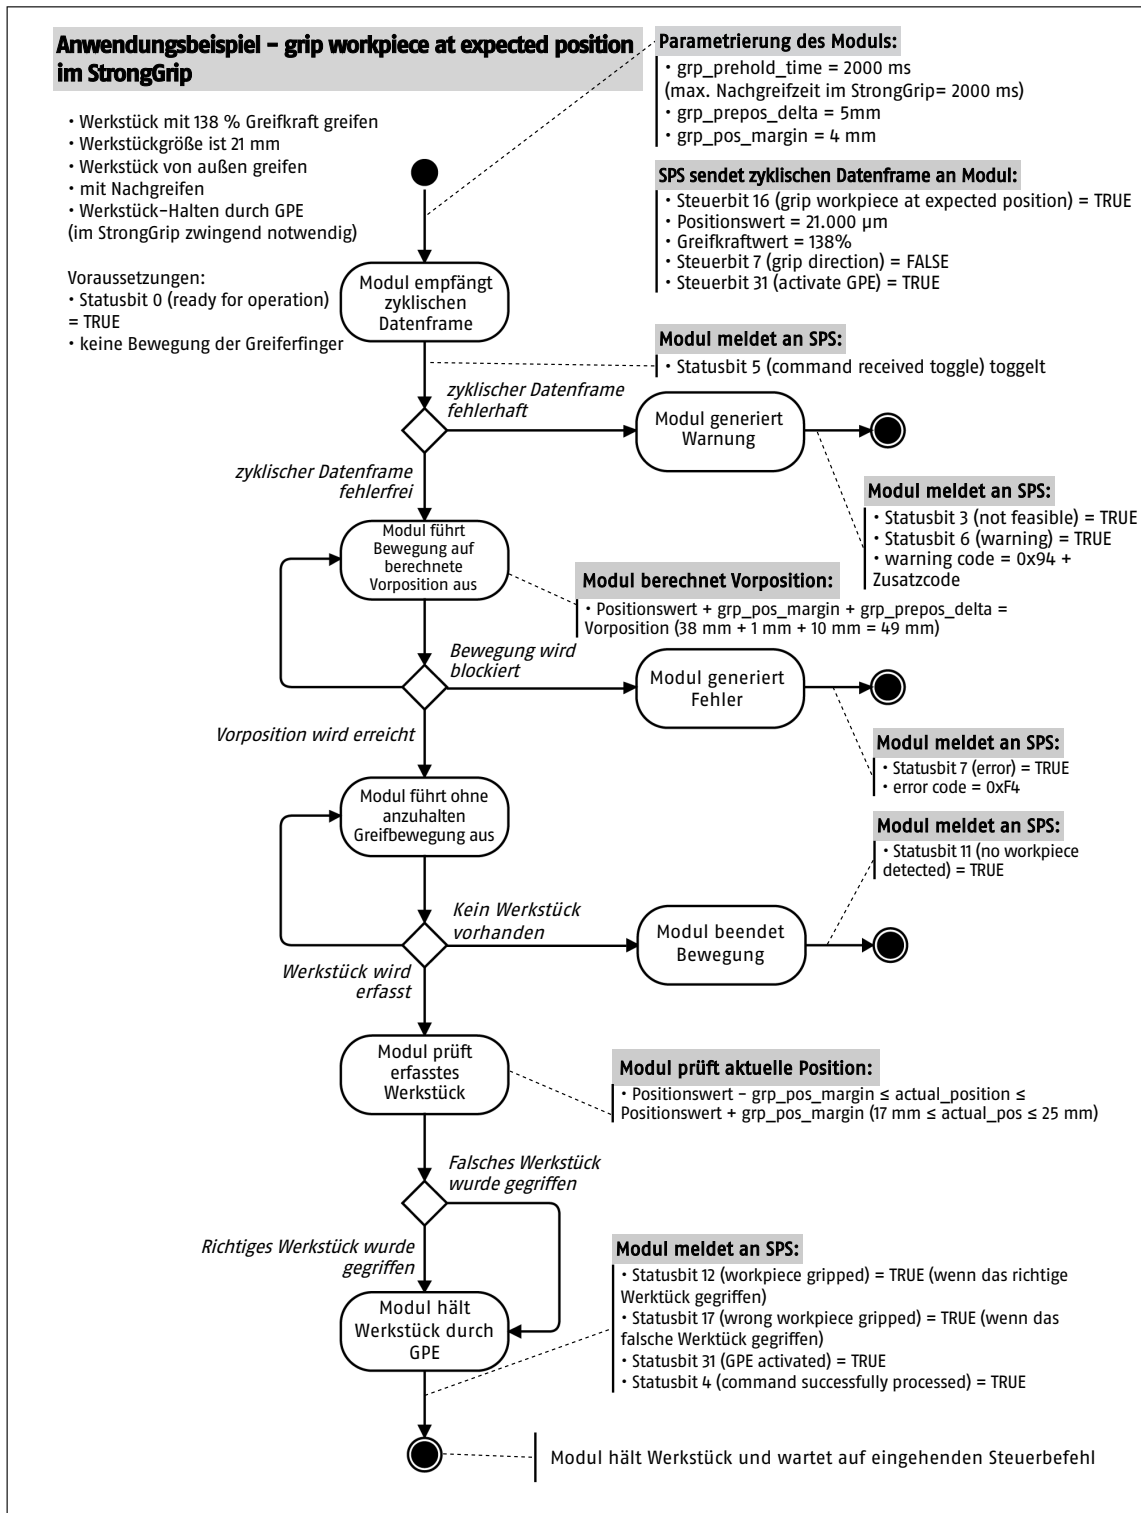 Anwendungsbeispiel – grip workpiece at expected position
im StrongGrip
• Werkstück mit 138 % Greifkraft greifen
• Werkstückgröße ist 21 mm
• Werkstück von außen greifen
• mit Nachgreifen
• Werkstück-Halten durch GPE
(im StrongGrip zwingend notwendig)
Voraussetzungen:
• Statusbit 0 (ready for operation)
= TRUE
• keine Bewegung der Greiferfinger
Parametrierung des Moduls:
• grp_prehold_time = 2000 ms
(max. Nachgreifzeit im StrongGrip= 2000 ms)
• grp_prepos_delta = 5mm
• grp_pos_margin = 4 mm
SPS sendet zyklischen Datenframe an Modul:
• Steuerbit 16 (grip workpiece at expected position) = TRUE
• Positionswert = 21.000 µm
• Greifkraftwert = 138%
• Steuerbit 7 (grip direction) = FALSE
• Steuerbit 31 (activate GPE) = TRUE
Modul empfängt
zyklischen
Datenframe
Modul meldet an SPS:
• Statusbit 5 (command received toggle) toggelt
zyklischer Datenframe
fehlerhaft
Modul generiert
Warnung
zyklischer Datenframe
fehlerfrei
Modul meldet an SPS:
• Statusbit 3 (not feasible) = TRUE
• Statusbit 6 (warning) = TRUE
• warning code = 0x94 +
Zusatzcode
Modul führt
Bewegung auf
berechnete
Vorposition aus
Modul berechnet Vorposition:
• Positionswert + grp_pos_margin + grp_prepos_delta =
Vorposition (38 mm + 1 mm + 10 mm = 49 mm)
Bewegung wird
blockiert
Modul generiert
Fehler
Vorposition wird erreicht
Modul meldet an SPS:
• Statusbit 7 (error) = TRUE
• error code = 0xF4
Modul führt ohne
anzuhalten
Greifbewegung aus
Modul meldet an SPS:
• Statusbit 11 (no workpiece
detected) = TRUE
Kein Werkstück
vorhanden
Modul beendet
Bewegung
Werkstück wird
erfasst
Modul prüft
erfasstes
Werkstück
Modul prüft aktuelle Position:
• Positionswert – grp_pos_margin ≤ actual_position ≤
Positionswert + grp_pos_margin (17 mm ≤ actual_pos ≤ 25 mm)
Falsches Werkstück
wurde gegriffen
Richtiges Werkstück wurde
gegriffen
Modul meldet an SPS:
• Statusbit 12 (workpiece gripped) = TRUE (wenn das richtige
Werktück gegriffen)
• Statusbit 17 (wrong workpiece gripped) = TRUE (wenn das
falsche Werktück gegriffen)
• Statusbit 31 (GPE activated) = TRUE
• Statusbit 4 (command successfully processed) = TRUE
Modul hält
Werkstück durch
GPE
Modul hält Werkstück und wartet auf eingehenden Steuerbefehl